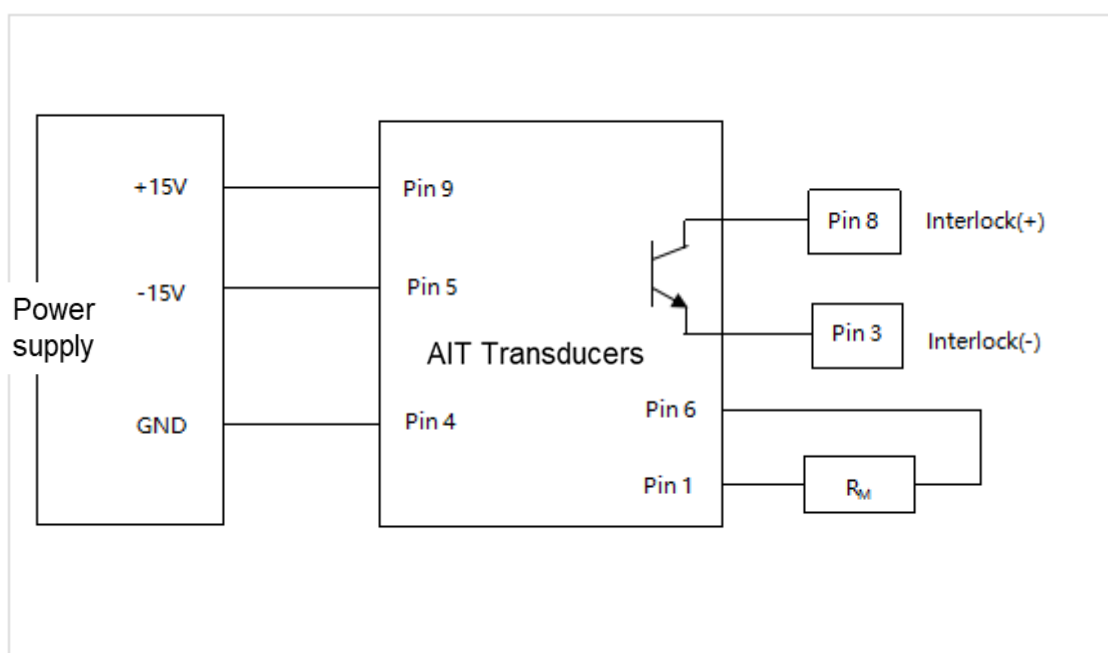 +15V
-15V
GND
Power
supply
Pin 9
Pin 5
AIT Transducers
Pin 4
Pin 6
Pin 1
Pin 8
Interlock(+)
Pin 3
Interlock(-)
RM